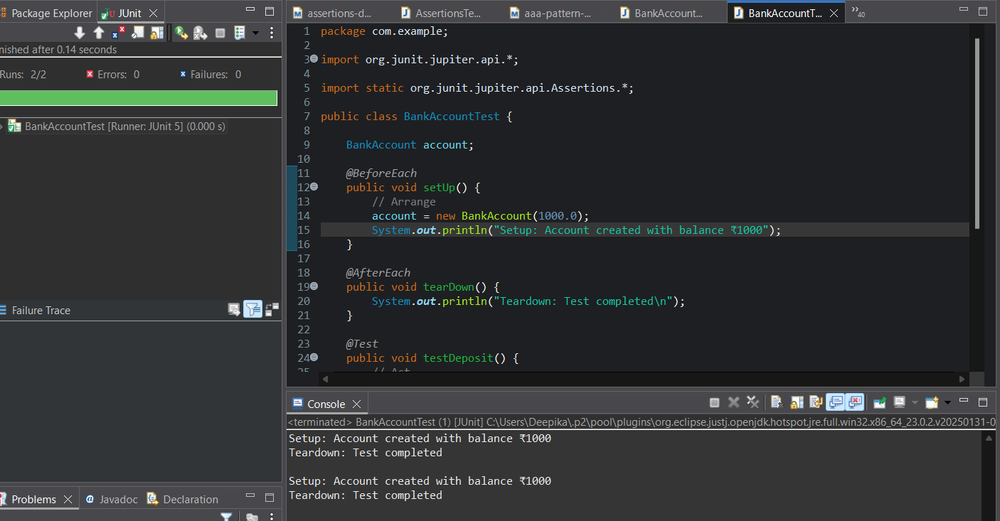 Package Explorer JUnit
nished after 0.14 seconds
Runs: 2/2 Errors: 0 Failures: 0
BankAccountTest [Runner: JUnit 5] (0.000 s)
Failure Trace
Problems Javadoc Declaration
assertions-d... AssertionsTe... aaa-pattern-... BankAccount... BankAccountT... 40
1 package com.example;
2
3 import org.junit.jupiter.api.*;
4
5 import static org.junit.jupiter.api.Assertions.*;
6
7 public class BankAccountTest {
8
9 BankAccount account;
10
11 @BeforeEach
12 public void setUp() {
13 // Arrange
14 account = new BankAccount(1000.0);
15 System.out.println("Setup: Account created with balance ₹1000");
16 }
17
18 @AfterEach
19 public void tearDown() {
20 System.out.println("Teardown: Test completed\n");
21 }
22
23 @Test
24 public void testDeposit() {
25 // Act
Console
<terminated> BankAccountTest (1) [JUnit] C:\Users\Deepika\.p2\pool\plugins\org.eclipse.justj.openjdk.hotspot.jre.full.win32.x86_64_23.0.2.v20250131-0
Setup: Account created with balance ₹1000
Teardown: Test completed
Setup: Account created with balance ₹1000
Teardown: Test completed